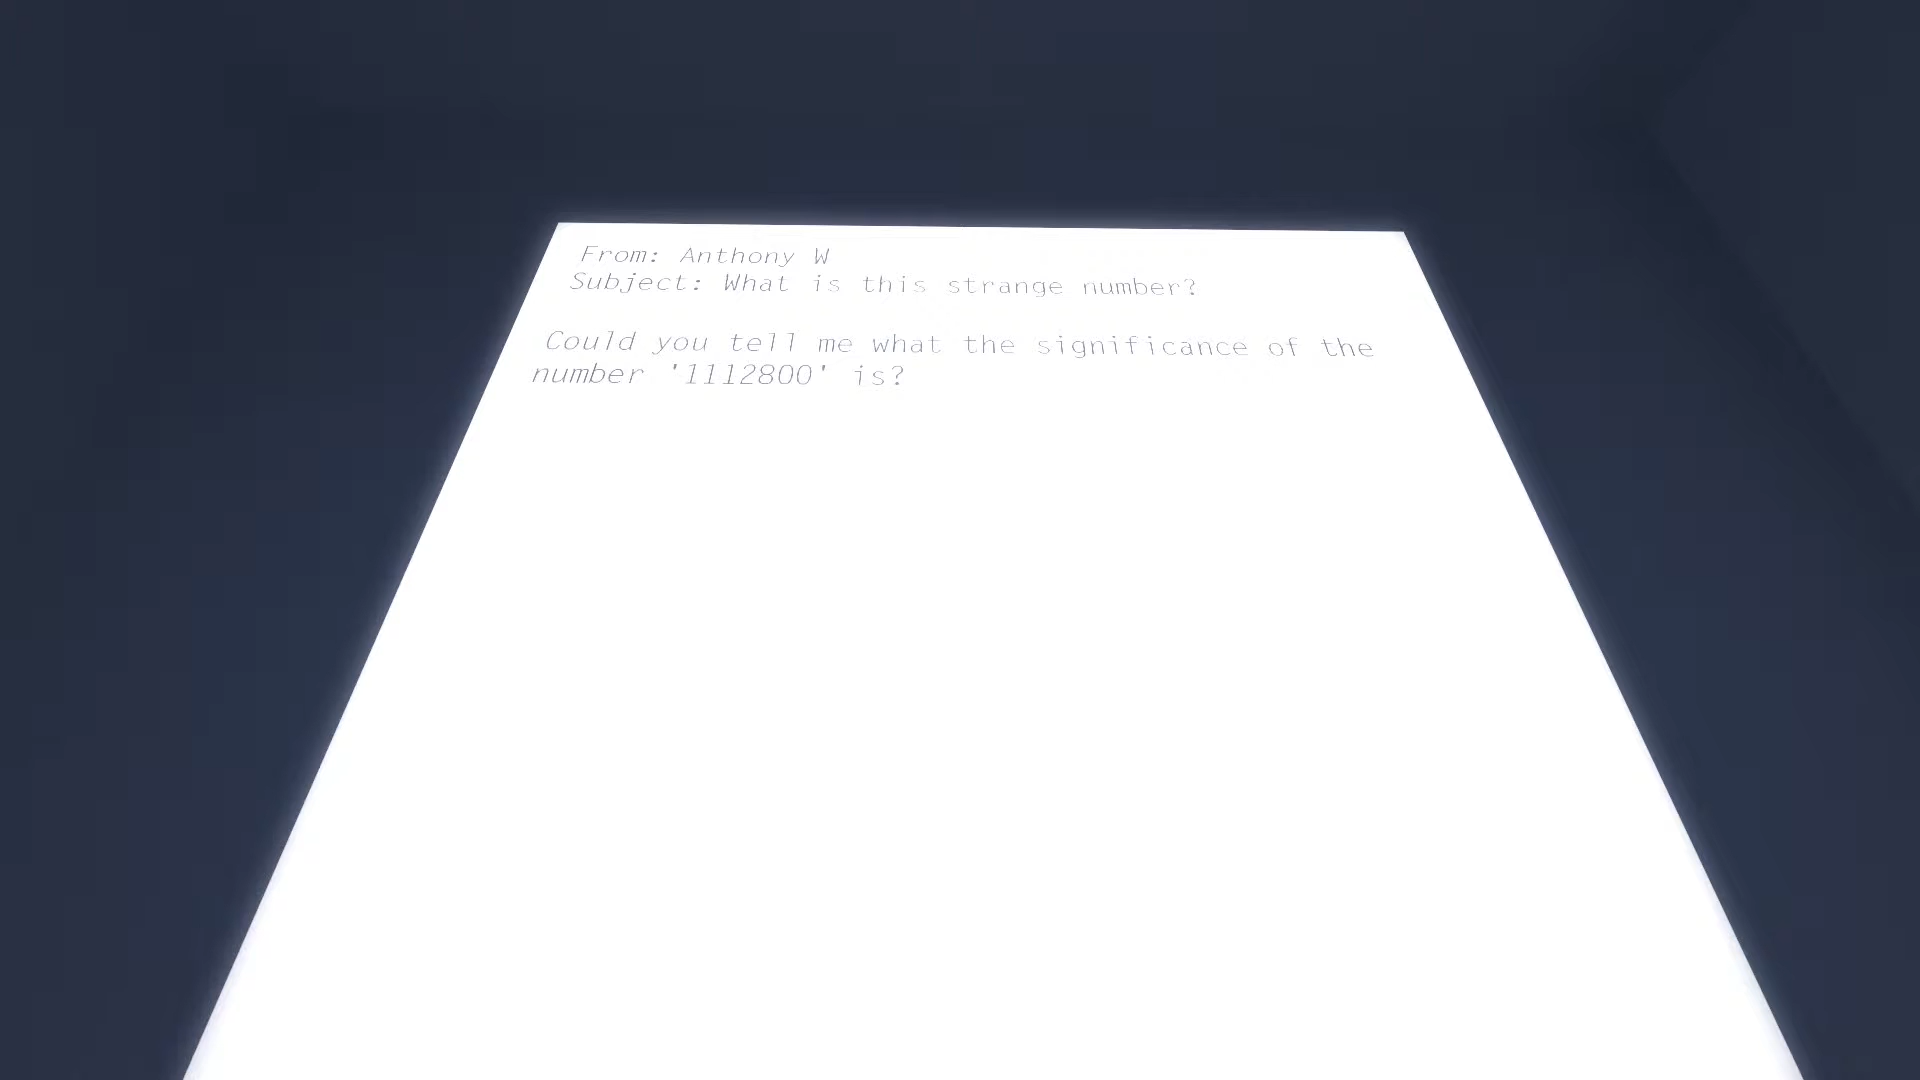 From: Anthony W
Subject: What is this strange number?
Could you tell me what the significance of the
number '1112800' is?